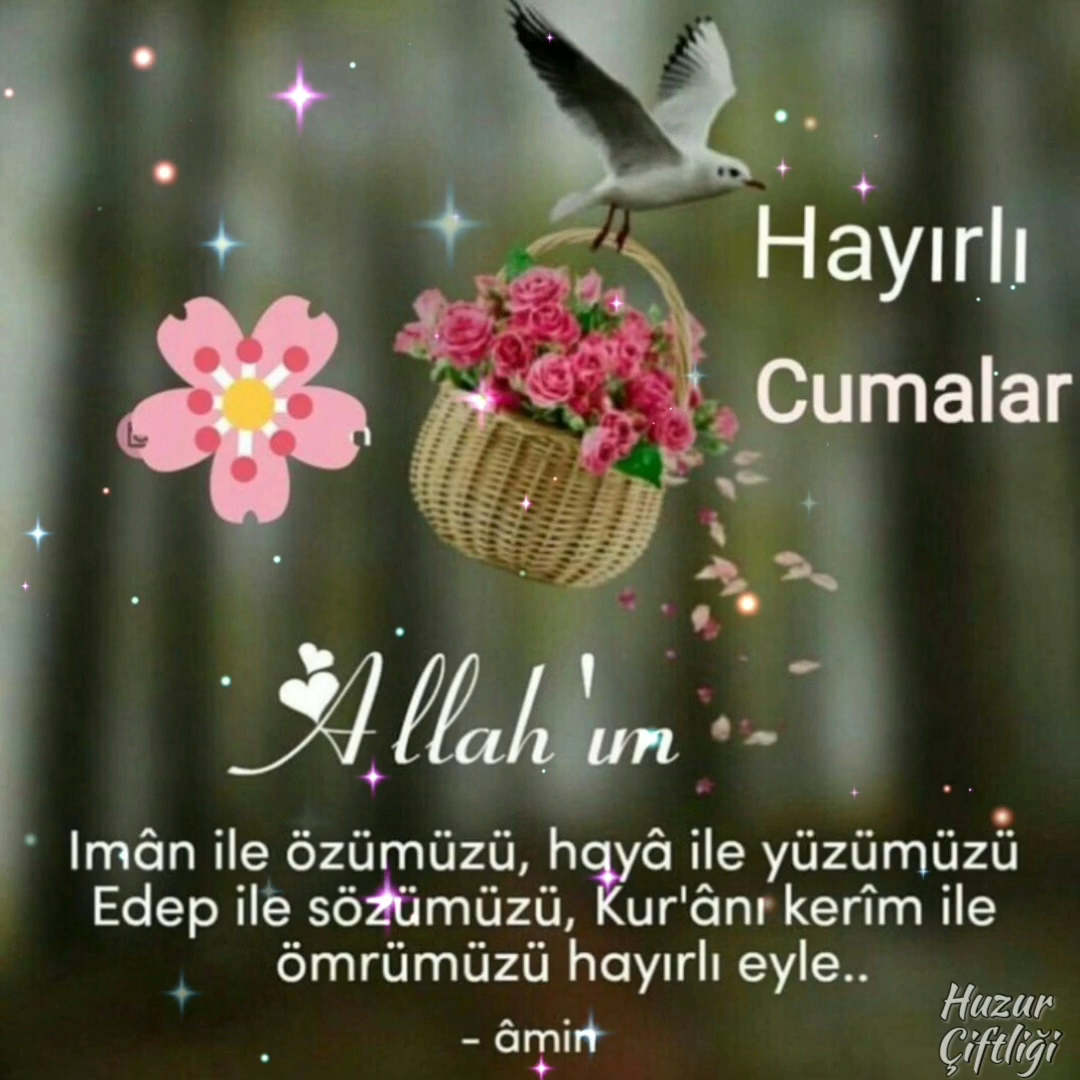 Hayırlı
Cumalar
Allah'ım
Imân ile özümüzü, hayâ ile yüzümüzü
Edep ile sözümüzü, Kur'ânı kerîm ile
ömrümüzü hayırlı eyle..
- âmin
Huzur
Çiftliği